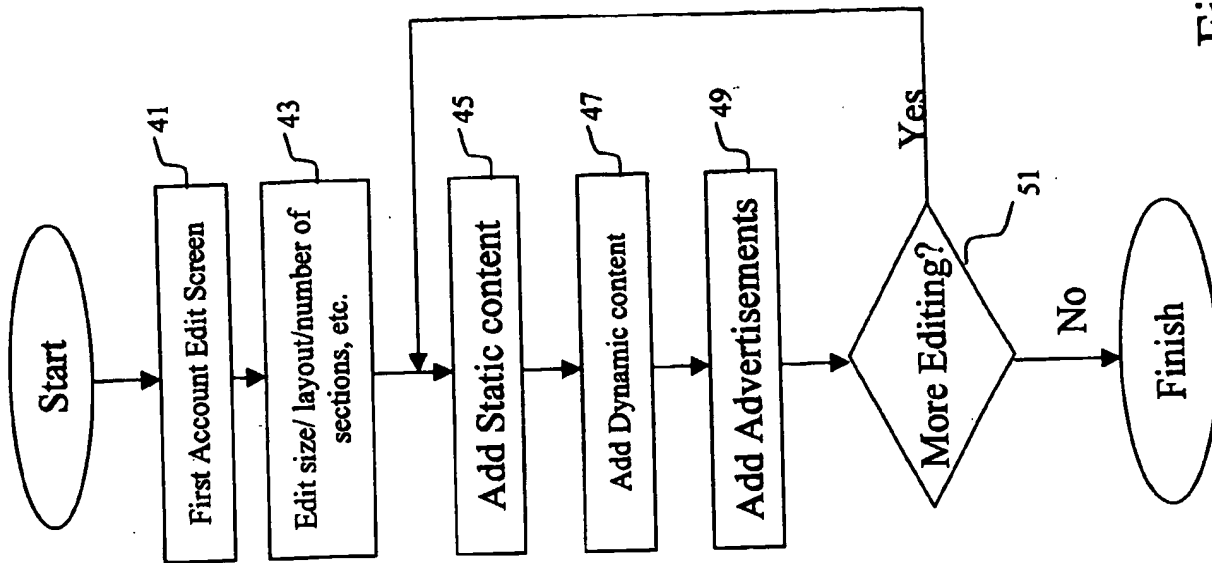 Start
41
First Account Edit Screen
43
Edit size/ layout/number of
sections, etc.
45
Add Static content
47
Add Dynamic content
49
Add Advertisements
More Editing?
51
Yes
No
Finish